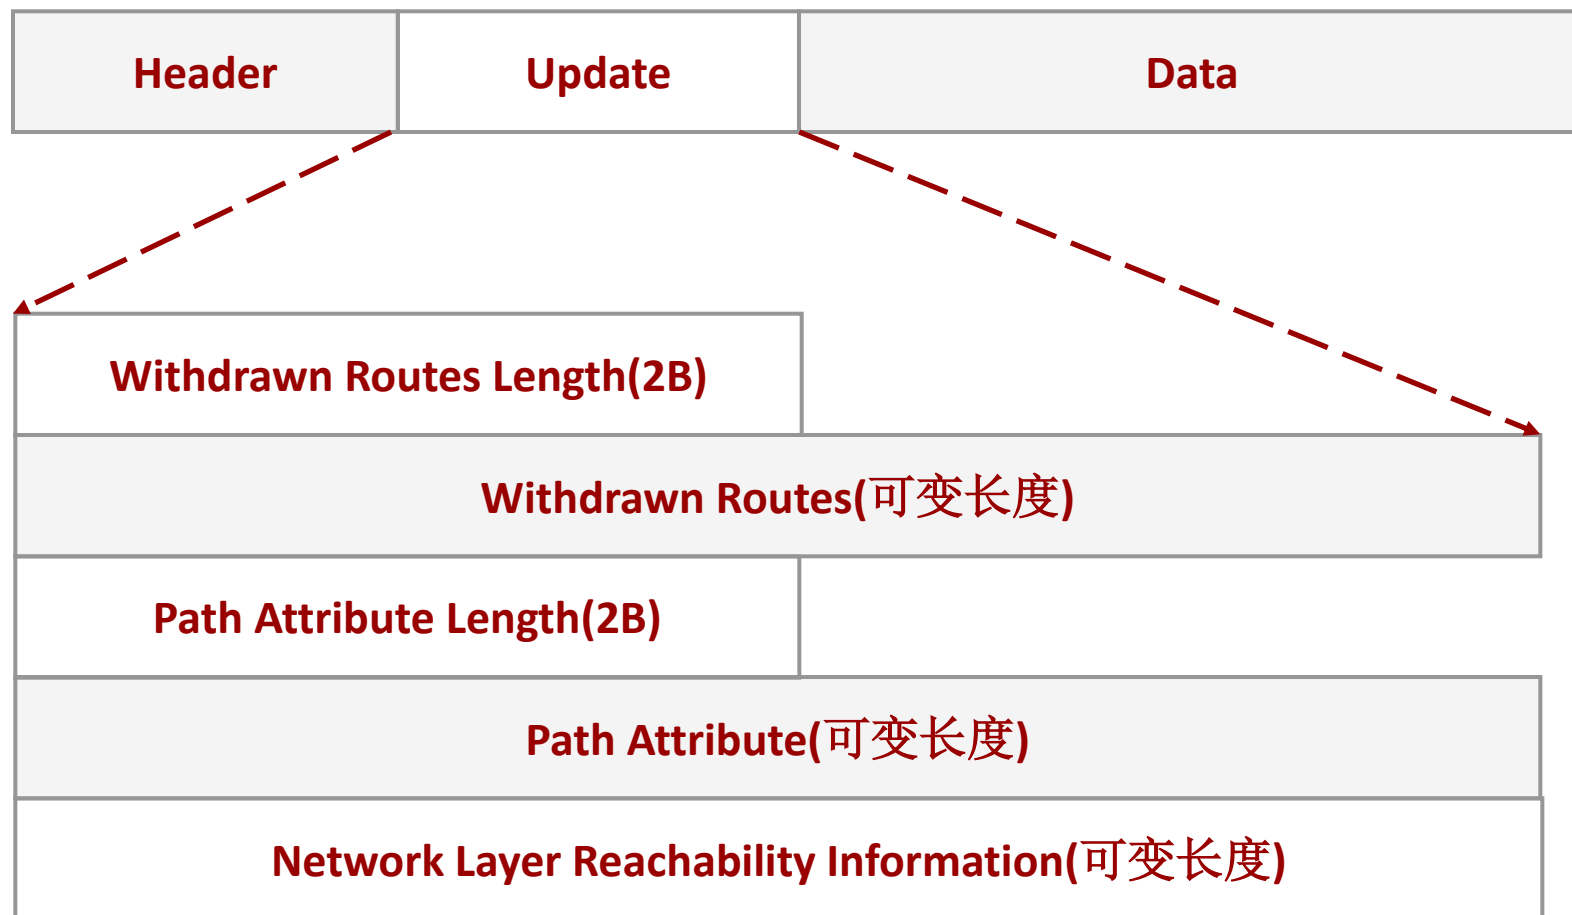 Header Update Data
Withdrawn Routes Length(2B)
Withdrawn Routes(可变长度)
Path Attribute Length(2B)
Path Attribute(可变长度)
Network Layer Reachability Information(可变长度)